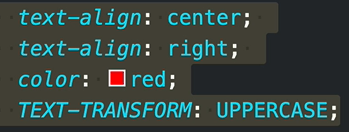 text-align: center;
text-align: right;
color: red;
TEXT-TRANSFORM: UPPERCASE;